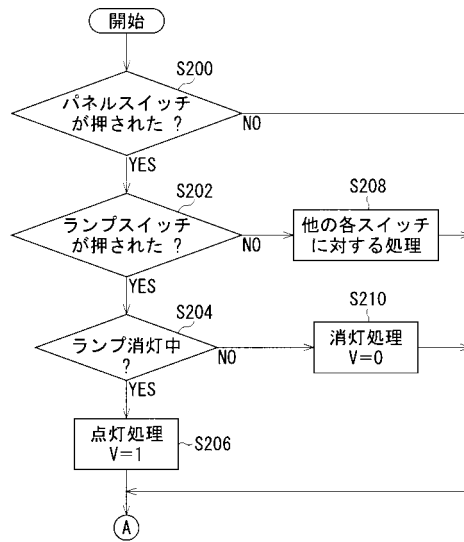 開始
S200
パネルスイッチ
が押された ?
NO
YES
S202
ランプスイッチ
が押された ?
NO
S208
他の各スイッチ
に対する処理
YES
S204
ランプ消灯中
?
NO
S210
消灯処理
V=0
YES
点灯処理
V=1
S206
A